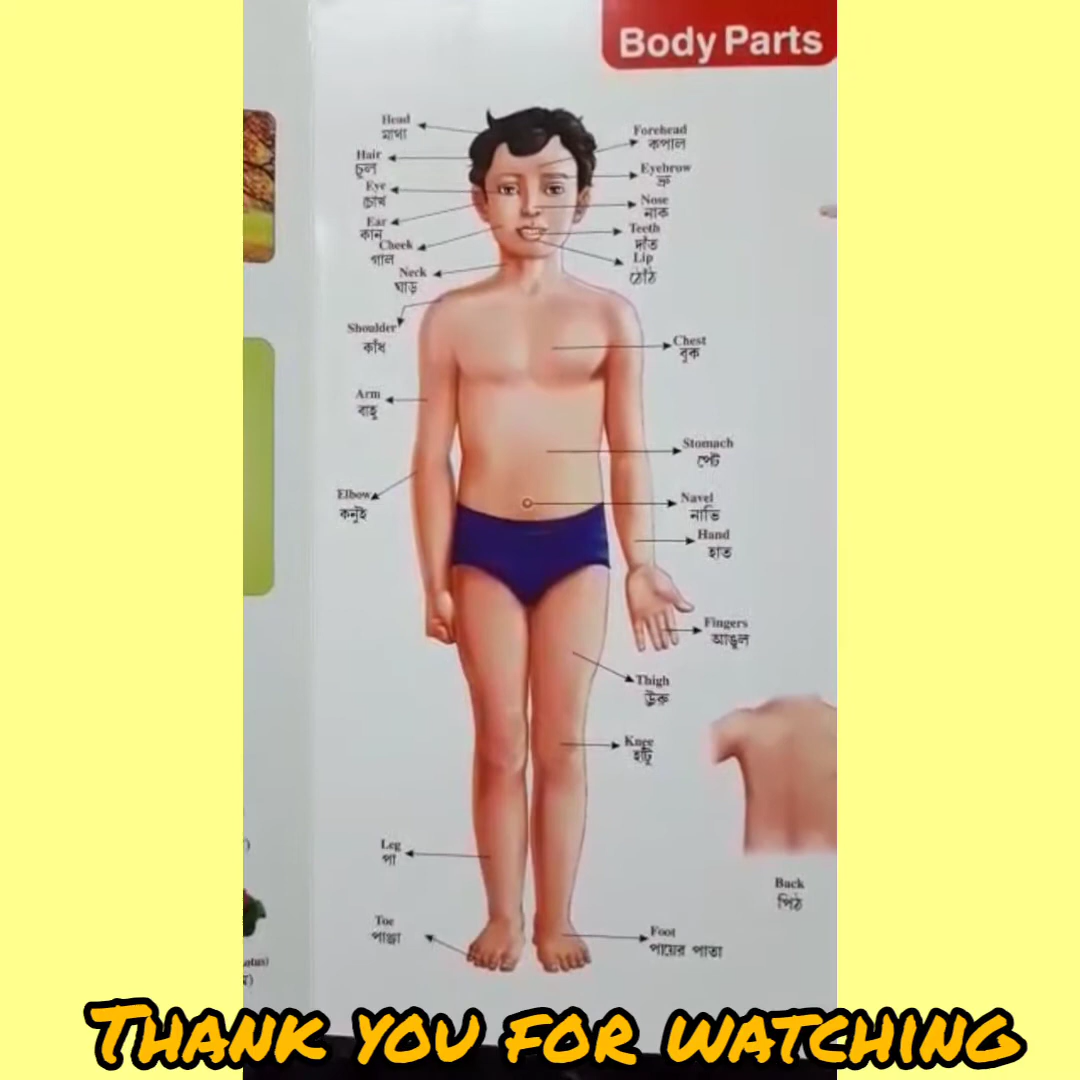 Body Parts
Head
মাথা
Hair
চুল
Eye
চোখ
Ear
কান
Cheek
গাল
Neck
ঘাড়
Shoulder
কাঁধ
Arm
বাহু
Elbow
কনুই
Leg
পা
Toe
পাঞ্জা
Forehead
কপাল
Eyebrow
ভ্রু
Nose
নাক
Teeth
দাঁত
Lip
ঠোঁঠ
Chest
বুক
Stomach
পেট
Navel
নাভি
Hand
হাত
Fingers
আঙুল
Thigh
উরু
Knee
হাঁটু
Foot
পায়ের পাতা
Back
পিঠ
THANK YOU FOR WATCHING